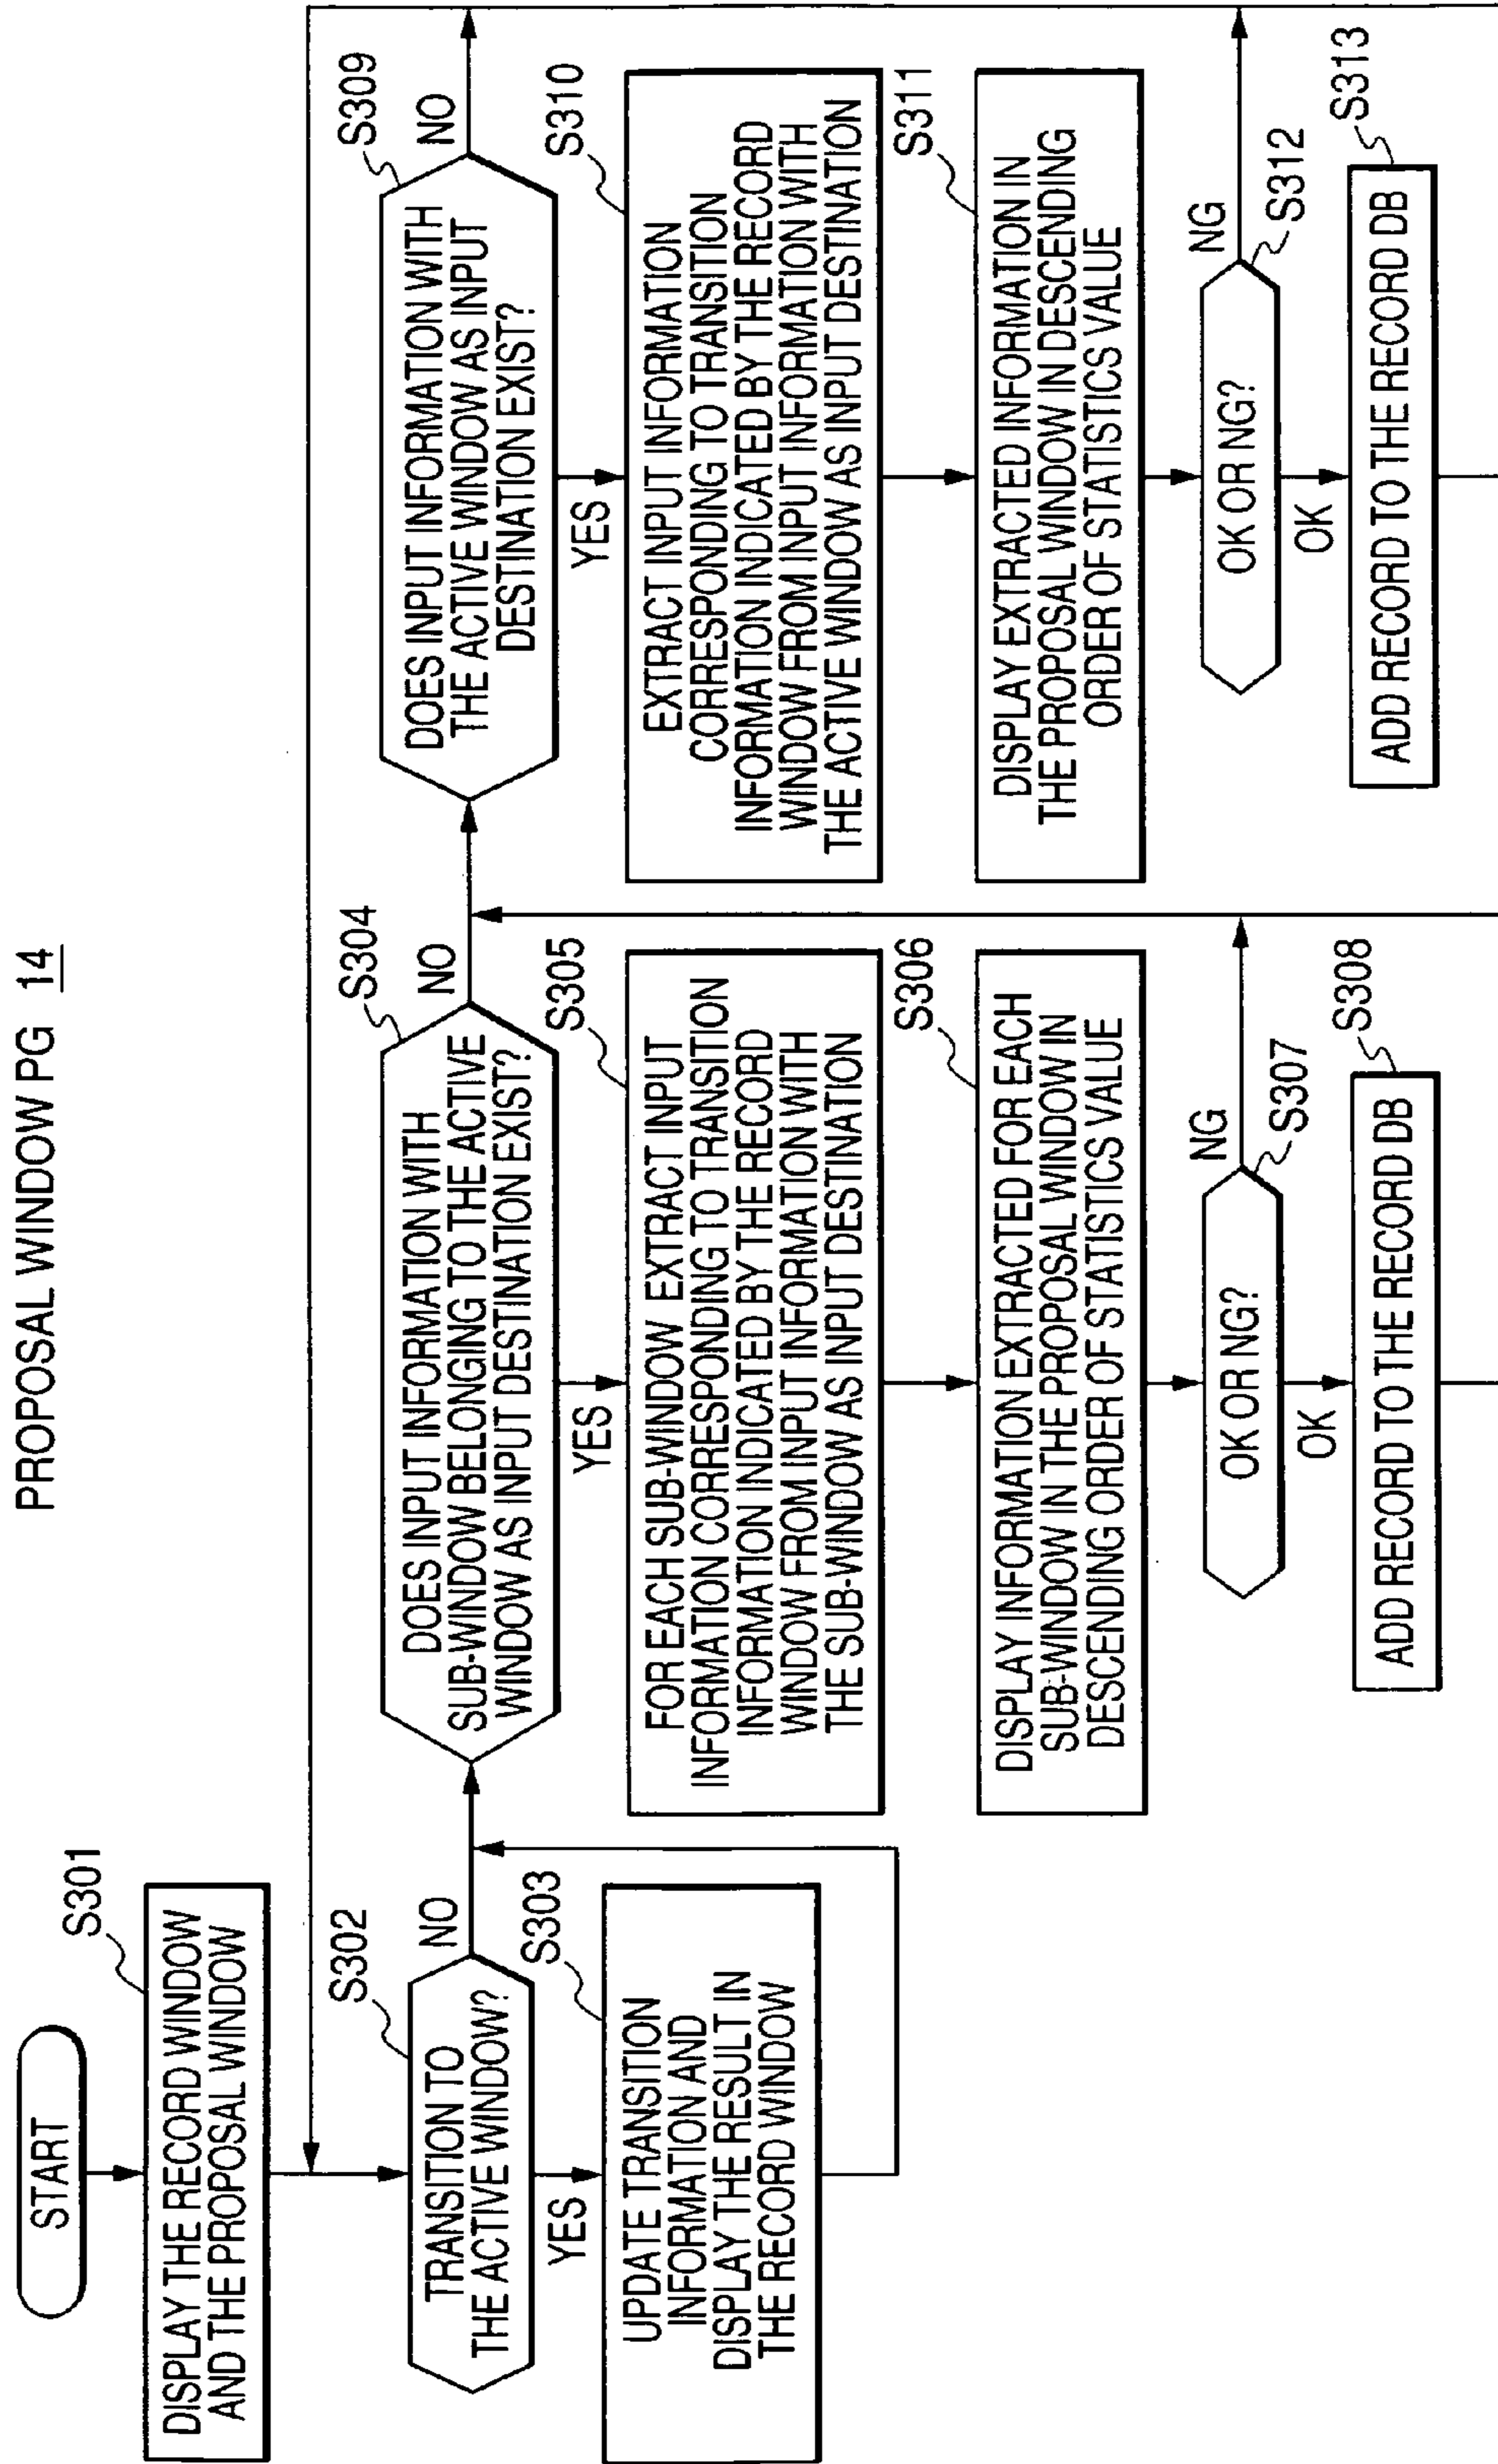 PROPOSAL WINDOW PG 14
START
S301
DISPLAY THE RECORD WINDOW
AND THE PROPOSAL WINDOW
S302
TRANSITION TO
THE ACTIVE WINDOW?
NO
YES
S303
UPDATE TRANSITION
INFORMATION AND
DISPLAY THE RESULT IN
THE RECORD WINDOW
S304
DOES INPUT INFORMATION WITH
SUB-WINDOW BELONGING TO THE ACTIVE
WINDOW AS INPUT DESTINATION EXIST?
NO
YES
S305
FOR EACH SUB-WINDOW EXTRACT INPUT
INFORMATION CORRESPONDING TO TRANSITION
INFORMATION INDICATED BY THE RECORD
WINDOW FROM INPUT INFORMATION WITH
THE SUB-WINDOW AS INPUT DESTINATION
S306
DISPLAY INFORMATION EXTRACTED FOR EACH
SUB-WINDOW IN THE PROPOSAL WINDOW IN
DESCENDING ORDER OF STATISTICS VALUE
OK OR NG?
NG
S307
OK
S308
ADD RECORD TO THE RECORD DB
S309
DOES INPUT INFORMATION WITH
THE ACTIVE WINDOW AS INPUT
DESTINATION EXIST?
NO
YES
S310
EXTRACT INPUT INFORMATION
CORRESPONDING TO TRANSITION
INFORMATION INDICATED BY THE RECORD
WINDOW FROM INPUT INFORMATION WITH
THE ACTIVE WINDOW AS INPUT DESTINATION
S311
DISPLAY EXTRACTED INFORMATION IN
THE PROPOSAL WINDOW IN DESCENDING
ORDER OF STATISTICS VALUE
OK OR NG?
NG
S312
OK
S313
ADD RECORD TO THE RECORD DB